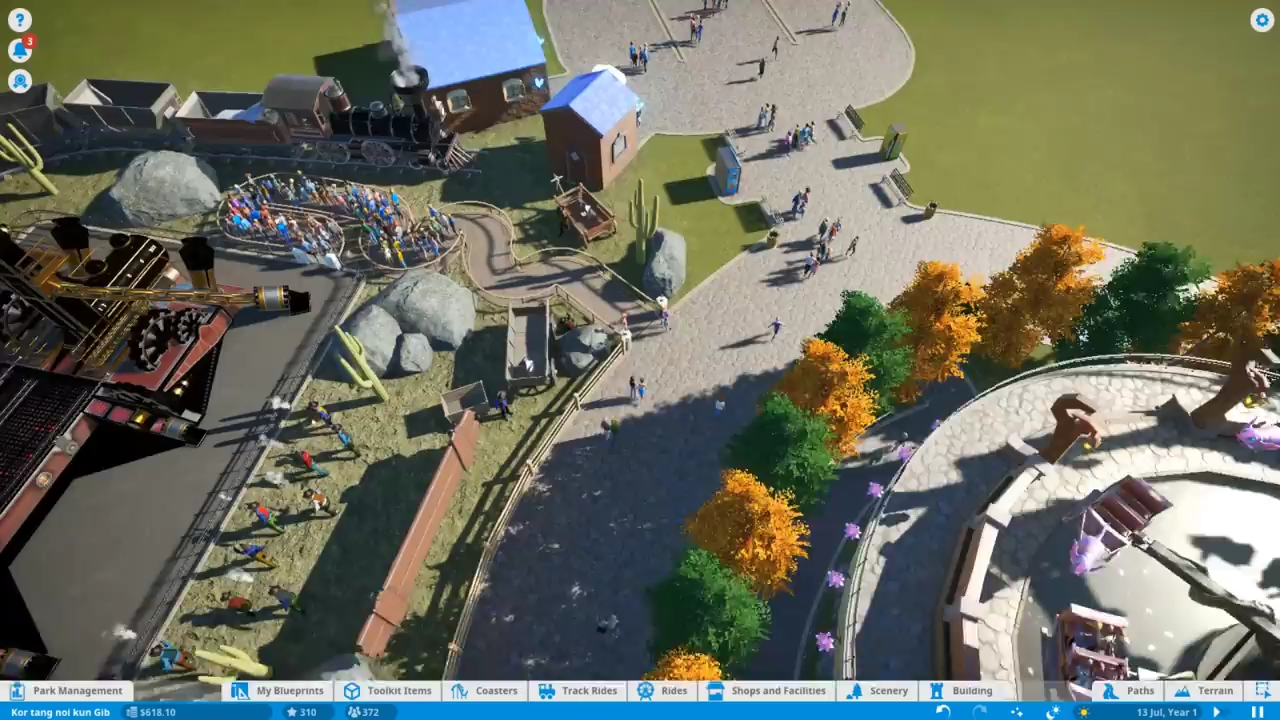 ?
3
Park Management
My Blueprints
Toolkit Items
Coasters
Track Rides
Rides
Shops and Facilities
Scenery
Building
Paths
Terrain
Kor tang noi kun Gib
$618.10
310
372
13 Jul, Year 1